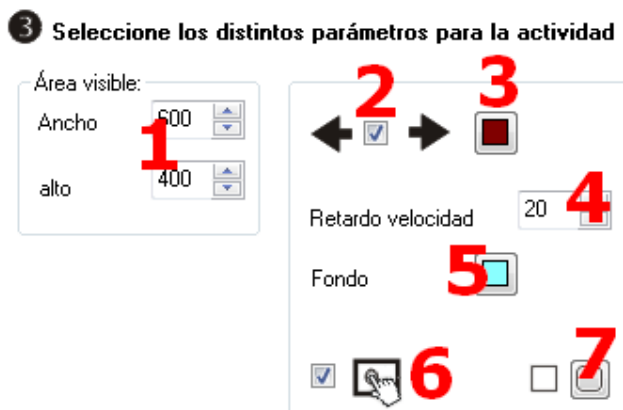 3 Seleccione los distintos parámetros para la actividad
Área visible:
Ancho 600
1
alto 400
2
3
Retardo velocidad 20 4
Fondo 5
6
7